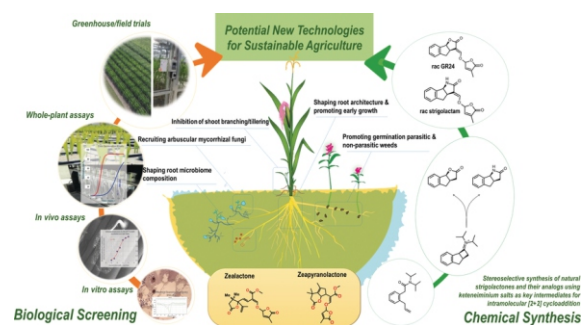 Greenhouse/field trials
Potential New Technologies
for Sustainable Agriculture
rac GR24
rac strigolactam
Whole-plant assays
Inhibition of shoot branching/tillering
Shaping root architecture &
promoting early growth
Recruiting arbuscular mycorrhizal fungi
Promoting germination parasitic &
non-parasitic weeds
Shaping root microbiome
composition
In vivo assays
In vitro assays
Zealactone
Zeapyranolactone
Stereoselective synthesis of natural
strigolactones and their analogs using
keteneiminium salts as key intermediates for
intramolecular [2+2] cycloaddition
Biological Screening
Chemical Synthesis